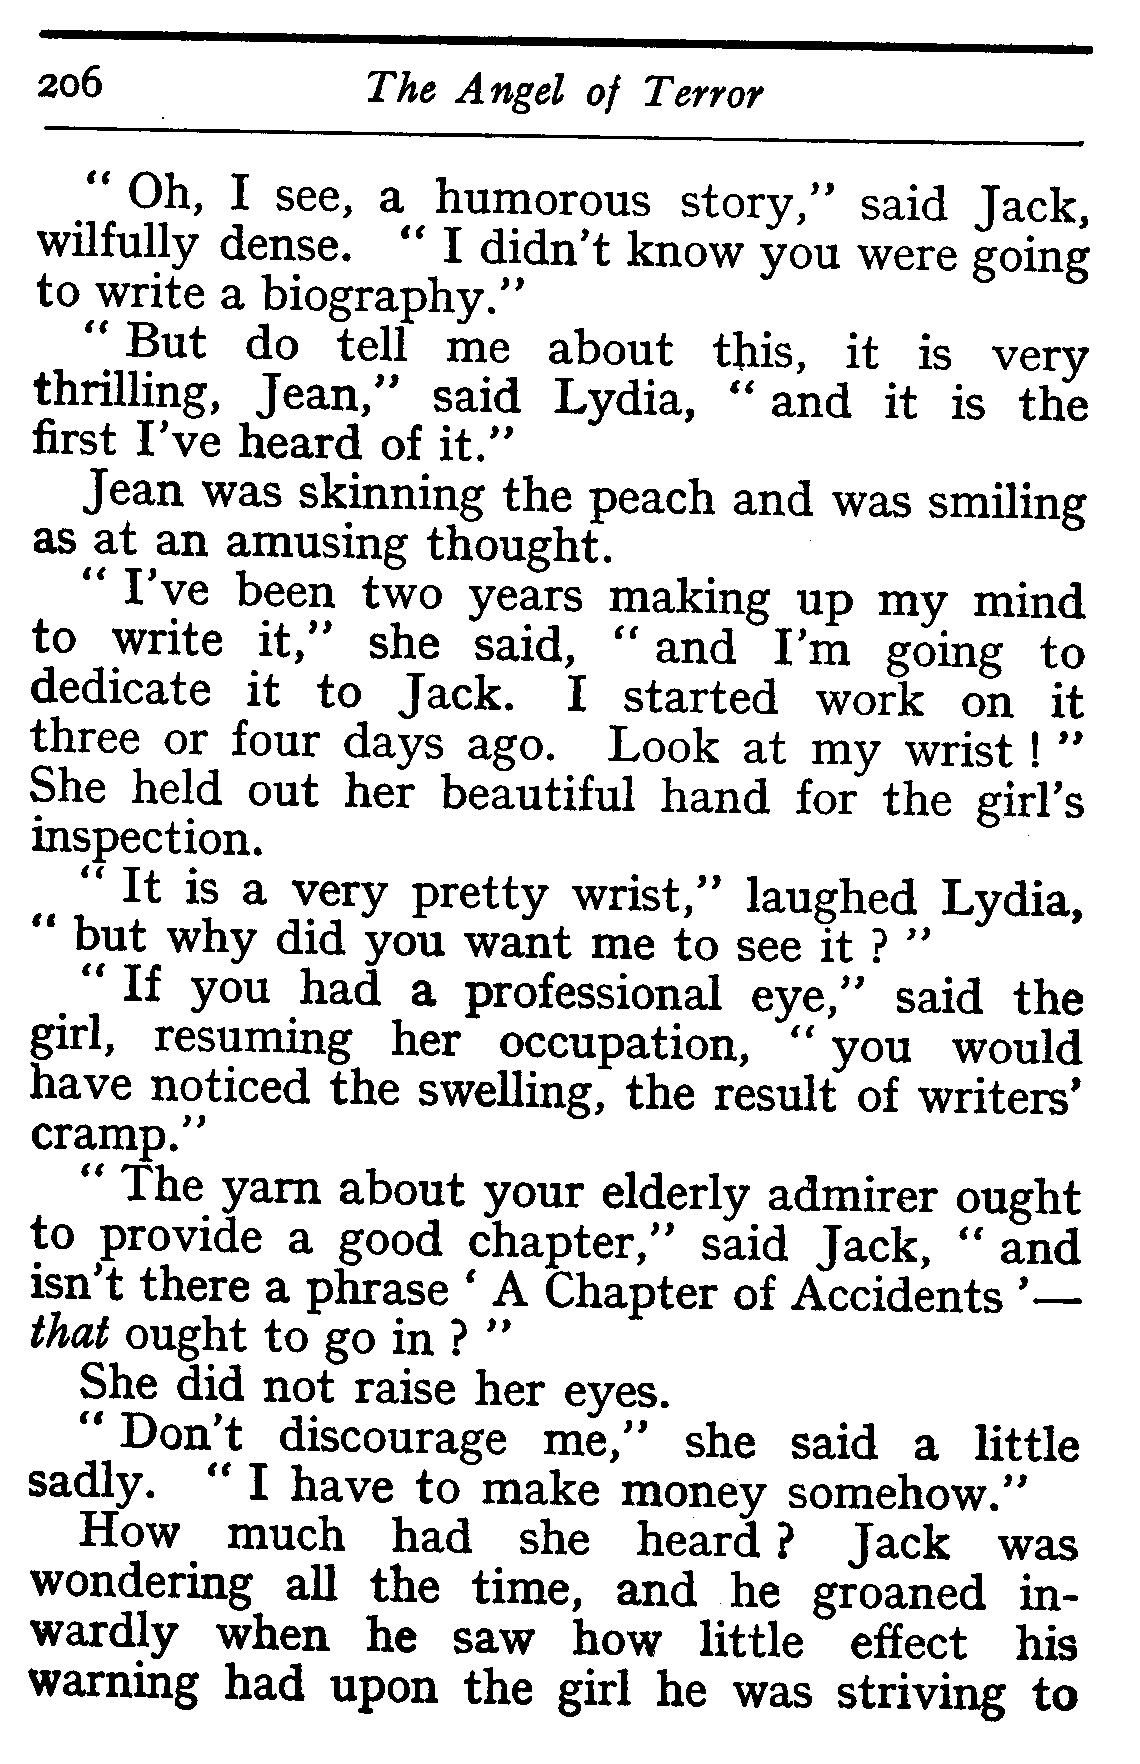 206 The Angel of Terror
“ Oh, I see, a humorous story,” said Jack,
wilfully dense. “ I didn't know you were going
to write a biography.”
“ But do tell me about this, it is very
thrilling, Jean,” said Lydia, “ and it is the
first I've heard of it.”
Jean was skinning the peach and was smiling
as at an amusing thought.
“ I've been two years making up my mind
to write it,” she said, “ and I'm going to
dedicate it to Jack. I started work on it
three or four days ago. Look at my wrist ! ”
She held out her beautiful hand for the girl's
inspection.
“ It is a very pretty wrist,” laughed Lydia,
“ but why did you want me to see it ? ”
“ If you had a professional eye,” said the
girl, resuming her occupation, “ you would
have noticed the swelling, the result of writers'
cramp.”
“ The yarn about your elderly admirer ought
to provide a good chapter,” said Jack, “ and
isn't there a phrase ‘ A Chapter of Accidents ’—
that ought to go in ? ”
She did not raise her eyes.
“ Don't discourage me,” she said a little
sadly. “ I have to make money somehow.”
How much had she heard ? Jack was
wondering all the time, and he groaned in-
wardly when he saw how little effect his
warning had upon the girl he was striving to